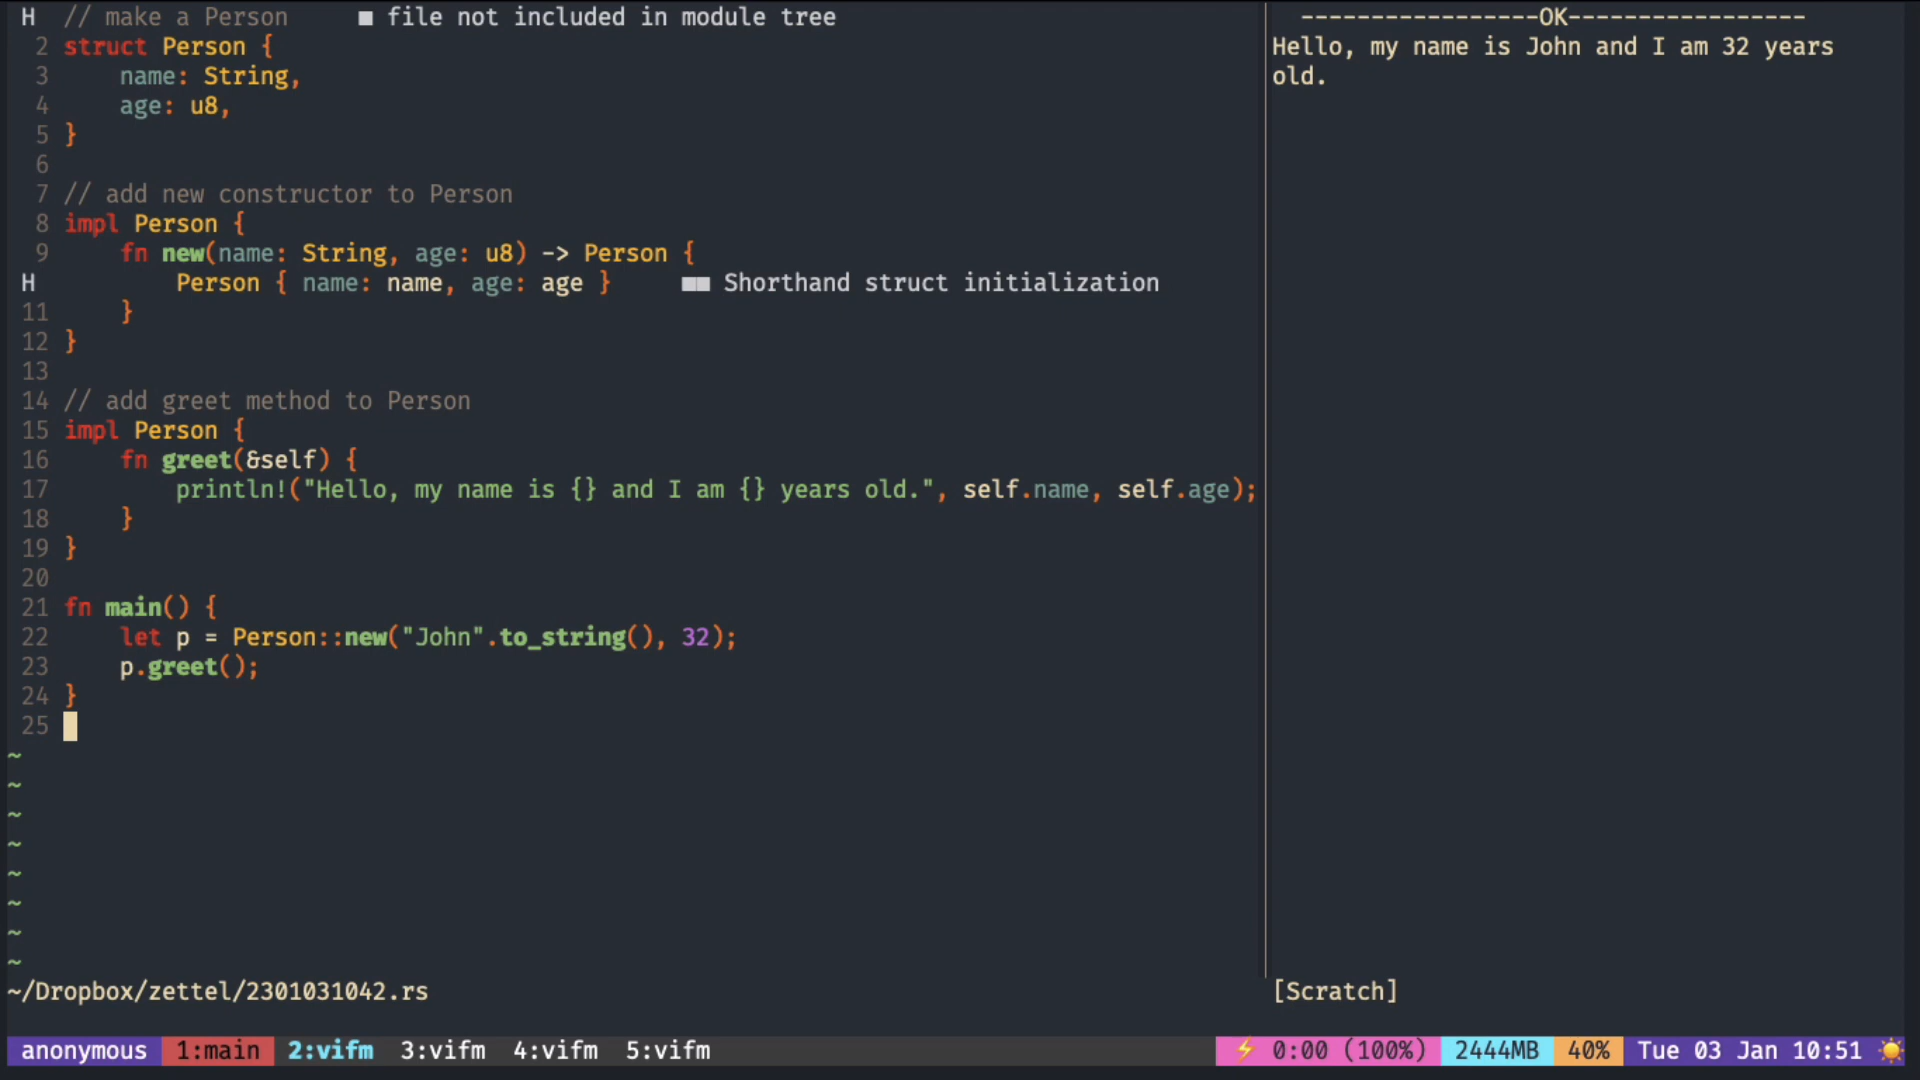 H // make a Person     ■ file not included in module tree
2 struct Person {
3     name: String,
4     age: u8,
5 }
6
7 // add new constructor to Person
8 impl Person {
9     fn new(name: String, age: u8) -> Person {
H         Person { name: name, age: age }     ■■ Shorthand struct initialization
11     }
12 }
13
14 // add greet method to Person
15 impl Person {
16     fn greet(&self) {
17         println!("Hello, my name is {} and I am {} years old.", self.name, self.age);
18     }
19 }
20
21 fn main() {
22     let p = Person::new("John".to_string(), 32);
23     p.greet();
24 }
25
~
~
~
~
~
~
~
~
~/Dropbox/zettel/2301031042.rs
-----------------OK-----------------
Hello, my name is John and I am 32 years
old.
[Scratch]
anonymous 1:main 2:vifm 3:vifm 4:vifm 5:vifm ⚡ 0:00 (100%) 2444MB 40% Tue 03 Jan 10:51 ☀